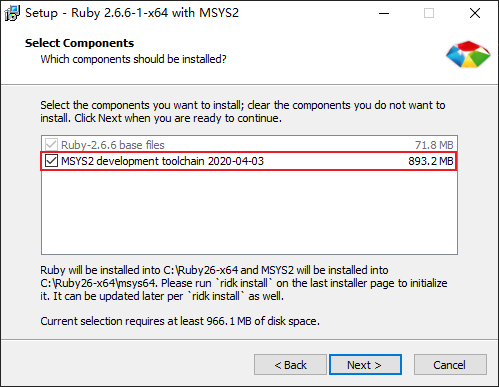 Setup - Ruby 2.6.6-1-x64 with MSYS2
Select Components
Which components should be installed?
Select the components you want to install; clear the components you do not want to
install. Click Next when you are ready to continue.
Ruby-2.6.6 base files 71.8 MB
MSYS2 development toolchain 2020-04-03 893.2 MB
Ruby will be installed into C:\Ruby26-x64 and MSYS2 will be installed into
C:\Ruby26-x64\msys64. Please run `ridk install` on the last installer page to initialize
it. It can be updated later per `ridk install` as well.
Current selection requires at least 966.1 MB of disk space.
< Back Next > Cancel